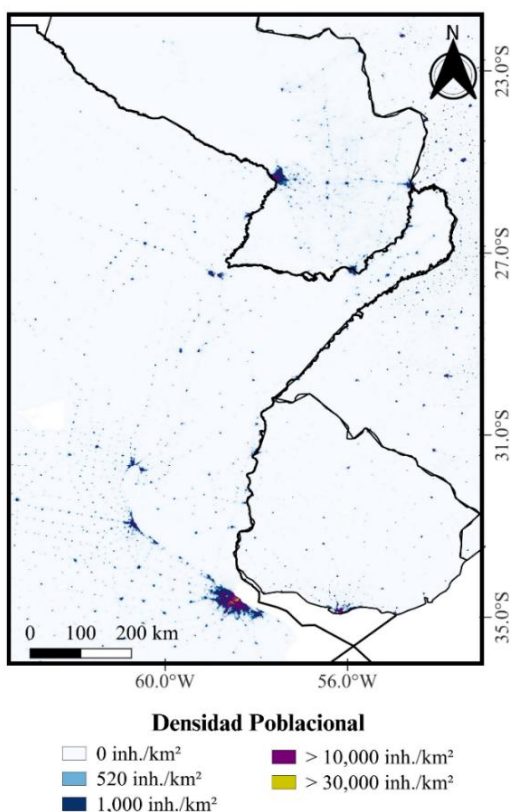 N
23.0°S
27.0°S
31.0°S
35.0°S
0 100 200 km
60.0°W 56.0°W
Densidad Poblacional
0 inh./km²
520 inh./km²
1,000 inh./km²
> 10,000 inh./km²
> 30,000 inh./km²